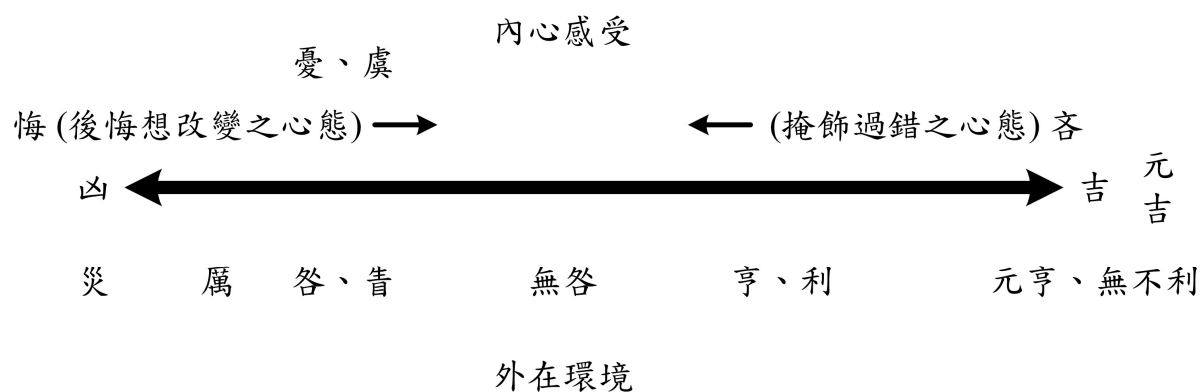 內心感受
憂、虞
悔 (後悔想改變之心態) (掩飾過錯之心態) 吝
凶 吉 元吉
災 厲 咎、眚 無咎 亨、利 元亨、無不利
外在環境